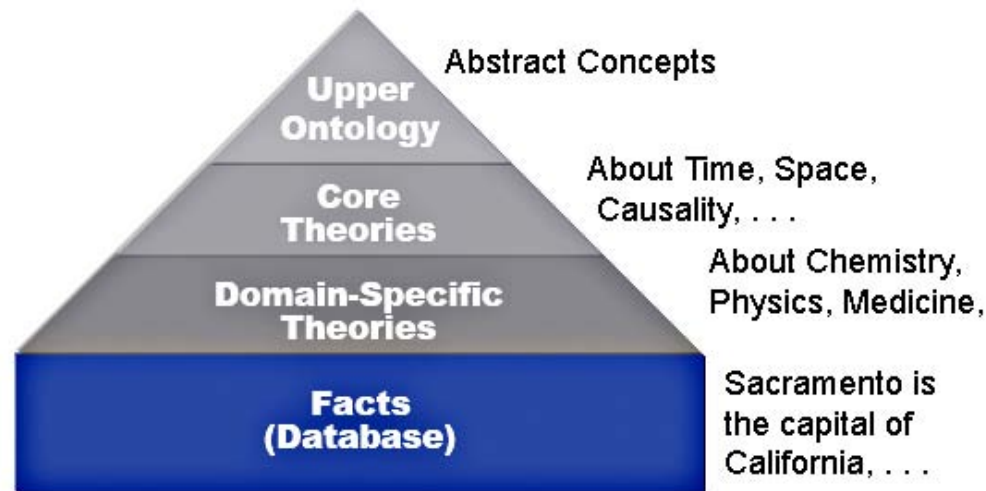 Upper
Ontology
Abstract Concepts
Core
Theories
About Time, Space,
Causality, . . .
Domain-Specific
Theories
About Chemistry,
Physics, Medicine,
Facts
(Database)
Sacramento is
the capital of
California, . . .